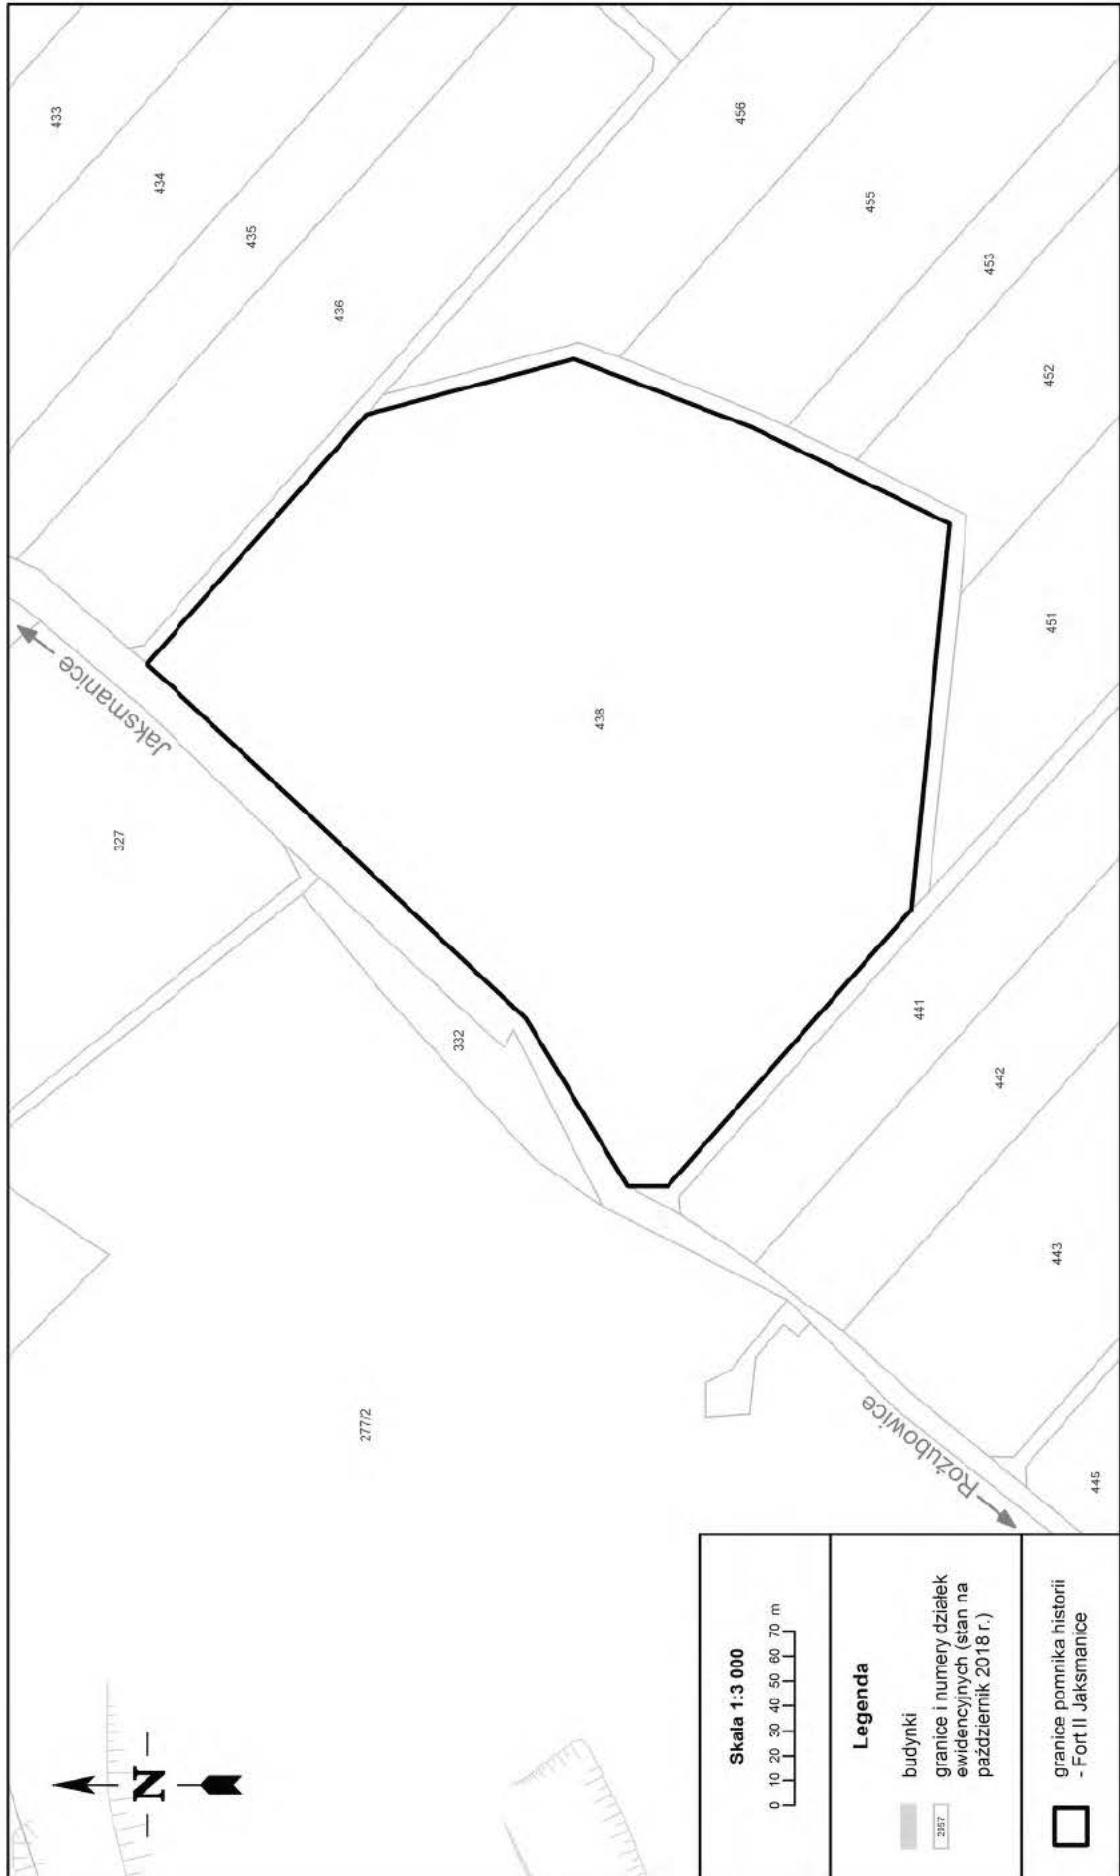 433
434
435
436
456
455
453
452
451
438
Jaksmanice
327
332
441
442
443
445
277/2
Rożubowice
N
Skala 1:3 000
0 10 20 30 40 50 60 70 m
Legenda
budynki
2957
granice i numery działek
ewidencyjnych (stan na
październik 2018 r.)
granice pomnika historii
- Fort II Jaksmanice